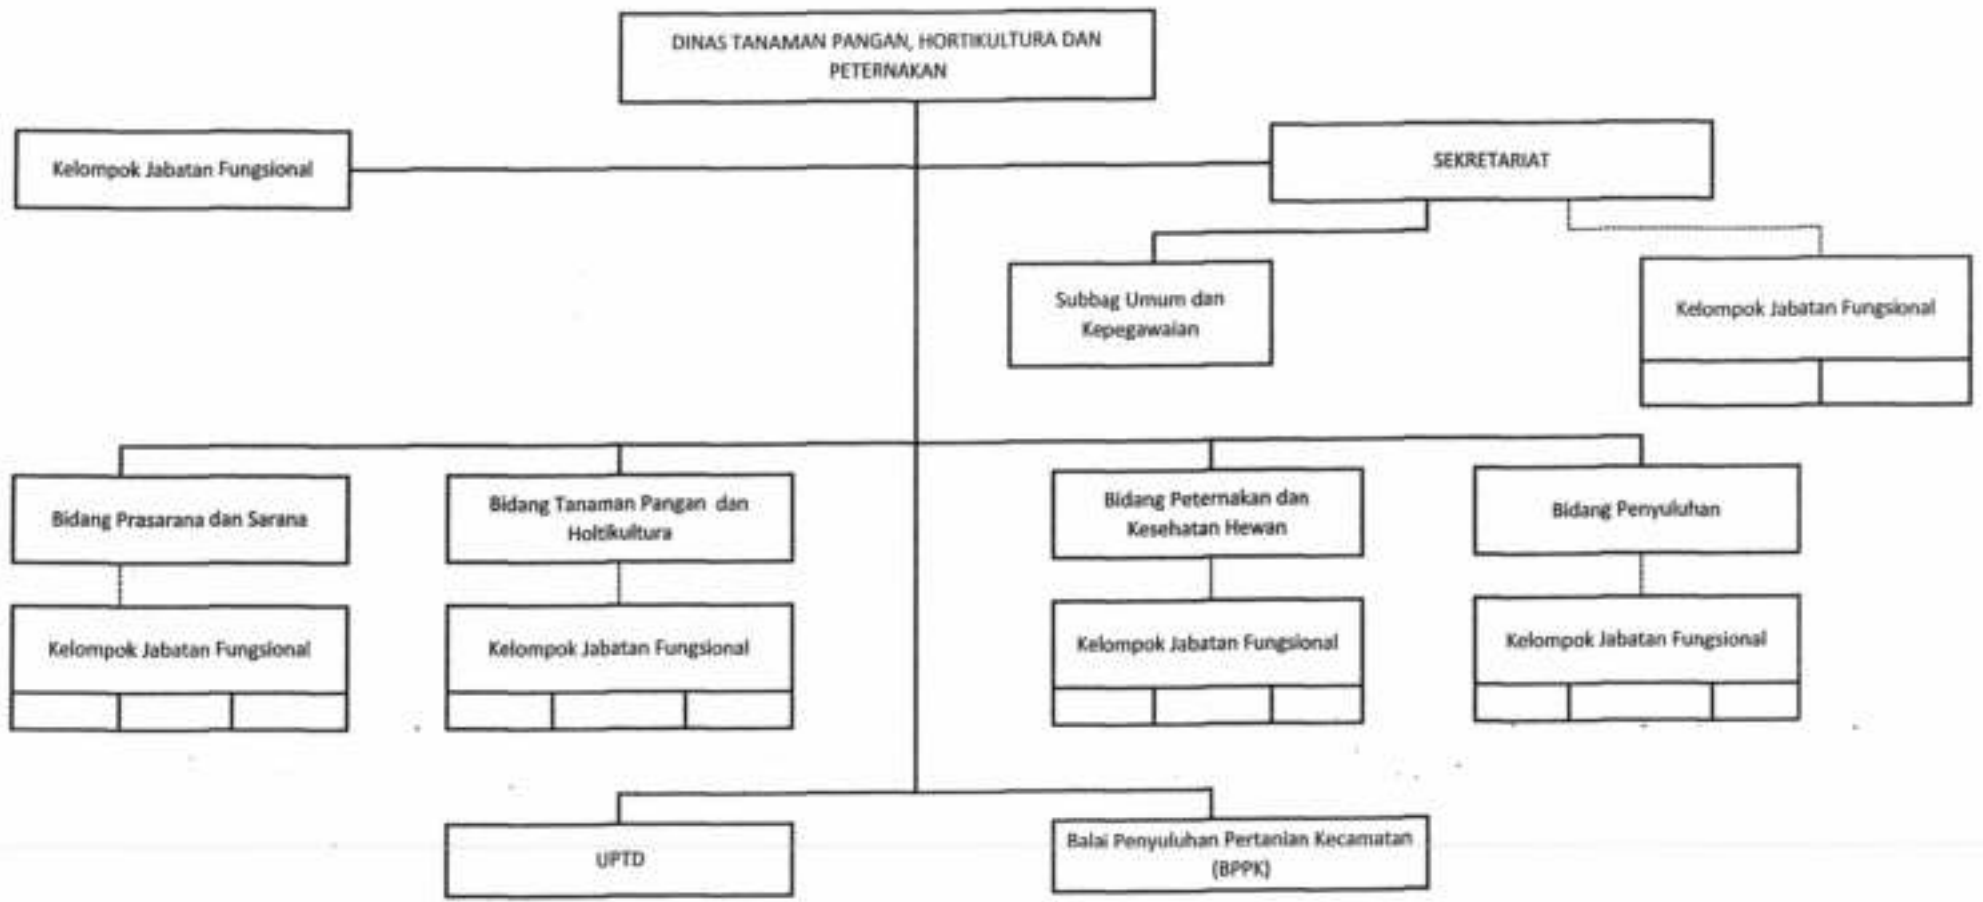 DINAS TANAMAN PANGAN, HORTIKULTURA DAN
PETERNAKAN
Kelompok Jabatan Fungsional
SEKRETARIAT
Subbag Umum dan
Kepegawaian
Kelompok Jabatan Fungsional
Bidang Prasarana dan Sarana
Bidang Tanaman Pangan dan
Holtikultura
Bidang Peternakan dan
Kesehatan Hewan
Bidang Penyuluhan
Kelompok Jabatan Fungsional
Kelompok Jabatan Fungsional
Kelompok Jabatan Fungsional
Kelompok Jabatan Fungsional
UPTD
Balai Penyuluhan Pertanian Kecamatan
(BPPK)